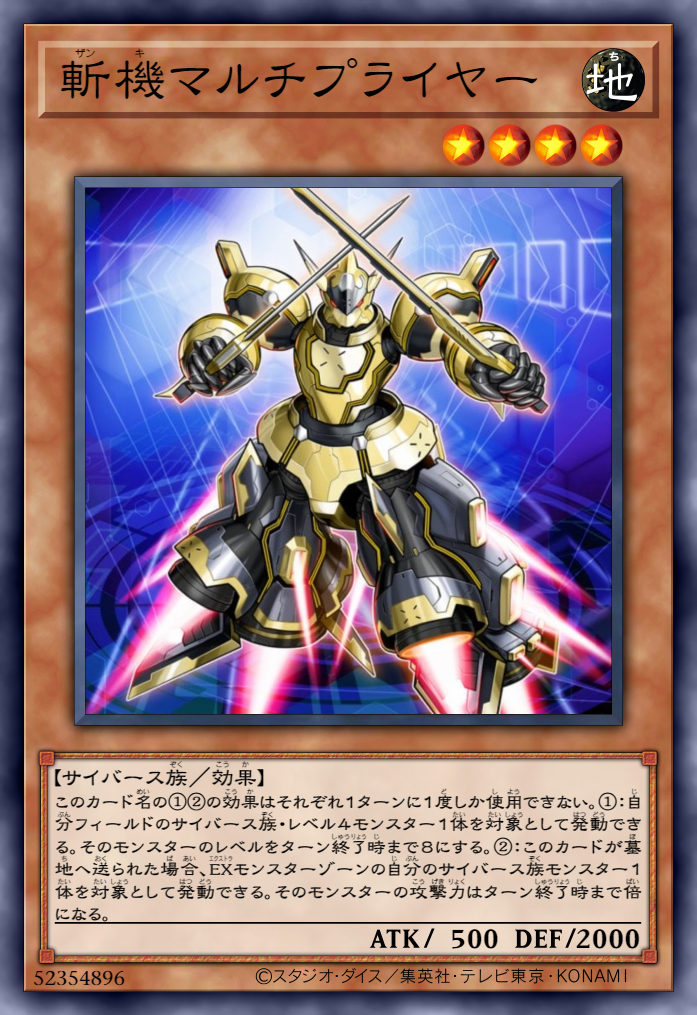 斬機マルチプライヤー
地
【サイバース族／効果】
このカード名の①②の効果はそれぞれ1ターンに1度しか使用できない。①：自
分フィールドのサイバース族・レベル4モンスター1体を対象として発動でき
る。そのモンスターのレベルをターン終了時まで8にする。②：このカードが墓
地へ送られた場合、EXモンスターゾーンの自分のサイバース族モンスター1
体を対象として発動できる。そのモンスターの攻撃力はターン終了時まで倍
になる。
ATK/ 500 DEF/2000
52354896 ©スタジオ・ダイス／集英社・テレビ東京・KONAMI